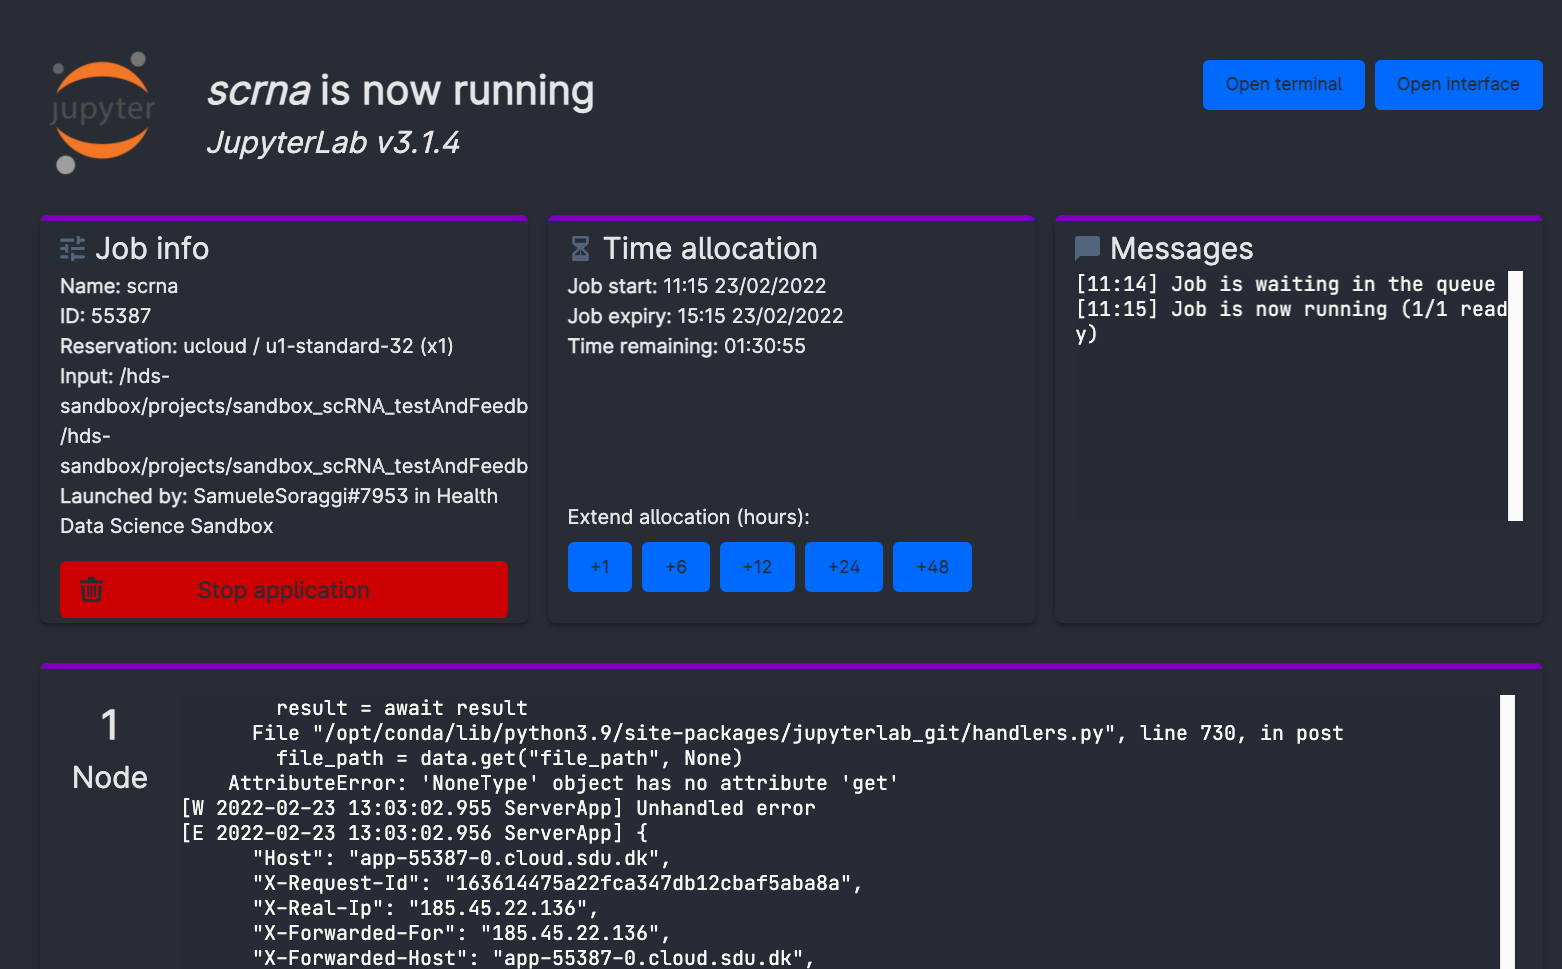 jupyter
scrna is now running
JupyterLab v3.1.4
Open terminal
Open interface
Job info
Name: scrna
ID: 55387
Reservation: ucloud / u1-standard-32 (x1)
Input: /hds-
sandbox/projects/sandbox_scRNA_testAndFeedb
/hds-
sandbox/projects/sandbox_scRNA_testAndFeedb
Launched by: SamueleSoraggi#7953 in Health
Data Science Sandbox
Stop application
Time allocation
Job start: 11:15 23/02/2022
Job expiry: 15:15 23/02/2022
Time remaining: 01:30:55
Extend allocation (hours):
+1
+6
+12
+24
+48
Messages
[11:14] Job is waiting in the queue
[11:15] Job is now running (1/1 read
y)
1
Node
result = await result
File "/opt/conda/lib/python3.9/site-packages/jupyterlab_git/handlers.py", line 730, in post
file_path = data.get("file_path", None)
AttributeError: 'NoneType' object has no attribute 'get'
[W 2022-02-23 13:03:02.955 ServerApp] Unhandled error
[E 2022-02-23 13:03:02.956 ServerApp] {
"Host": "app-55387-0.cloud.sdu.dk",
"X-Request-Id": "163614475a22fca347db12cbaf5aba8a",
"X-Real-Ip": "185.45.22.136",
"X-Forwarded-For": "185.45.22.136",
"X-Forwarded-Host": "app-55387-0.cloud.sdu.dk",